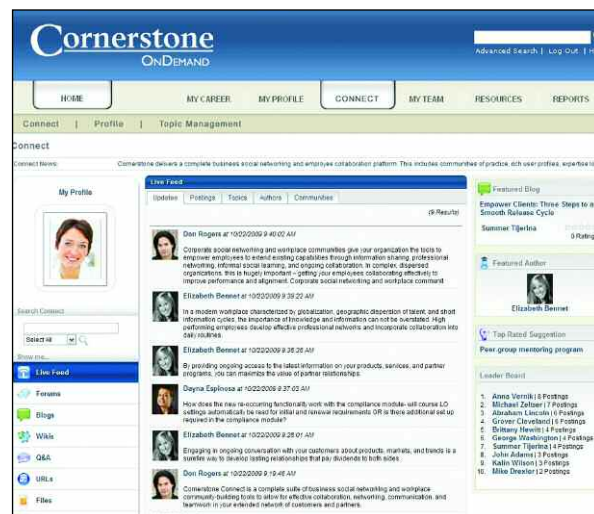 Cornerstone
ONDEMAND
Advanced Search | Log Out | H
HOME MY CAREER MY PROFILE CONNECT MY TEAM RESOURCES REPORTS
Connect | Profile | Topic Management
Connect
Connect News: Cornerstone delivers a complete business social networking and employee collaboration platform. This includes communities of practice, rich user profiles, expertise lo
My Profile
Search Connect
Select All
Show me...
Live Feed
Forums
Blogs
Wikis
Q&A
URLs
Files
Live Feed
Updates Postings Topics Authors Communities
(9 Results)
Don Rogers at 10/22/2009 9:40:02 AM
Corporate social networking and workplace communities give your organization the tools to
empower employees to extend existing capabilities through information sharing, professional
networking, informal social learning, and ongoing collaboration. In complex, dispersed
organizations, this is hugely important – getting your employees collaborating effectively to
improve performance and alignment. Corporate social networking and workplace communit
Elizabeth Bennet at 10/22/2009 9:39:22 AM
In a modern workplace characterized by globalization, geographic dispersion of talent, and short
information cycles, the importance of knowledge and information can not be overstated. High
performing employees develop effective professional networks and incorporate collaboration into
daily routines.
Elizabeth Bennet at 10/22/2009 9:38:36 AM
By providing ongoing access to the latest information on your products, services, and partner
programs, you can maximize the value of partner relationships.
Dayna Espinosa at 10/22/2009 9:37:03 AM
How does the new re-occurring functionality work with the compliance module- will course LO
settings automatically be read for initial and renewal requirements OR is there additional set up
required in the compliance module?
Elizabeth Bennet at 10/22/2009 9:26:01 AM
Engaging in ongoing conversation with your customers about products, markets, and trends is a
surefire way to develop lasting relationships that pay dividends to both sides.
Don Rogers at 10/22/2009 9:19:46 AM
Cornerstone Connect is a complete suite of business social networking and workplace
community-building tools to allow for effective collaboration, networking, communication, and
teamwork in your extended network of customers and partners.
Featured Blog
Empower Clients: Three Steps to a
Smooth Release Cycle
Summer Tijerina
0 Rating
Featured Author
Elizabeth Bennet
Top Rated Suggestion
Peer group mentoring program
Leader Board
1. Anna Vernik | 8 Postings
2. Michael Zeltser | 7 Postings
3. Abraham Lincoln | 6 Postings
4. Grover Cleveland | 6 Postings
5. Brittany Hewitt | 4 Postings
6. George Washington | 4 Postings
7. Summer Tijerina | 4 Postings
8. John Adams | 3 Postings
9. Kalin Wilson | 3 Postings
10. Mike Drexler | 2 Postings